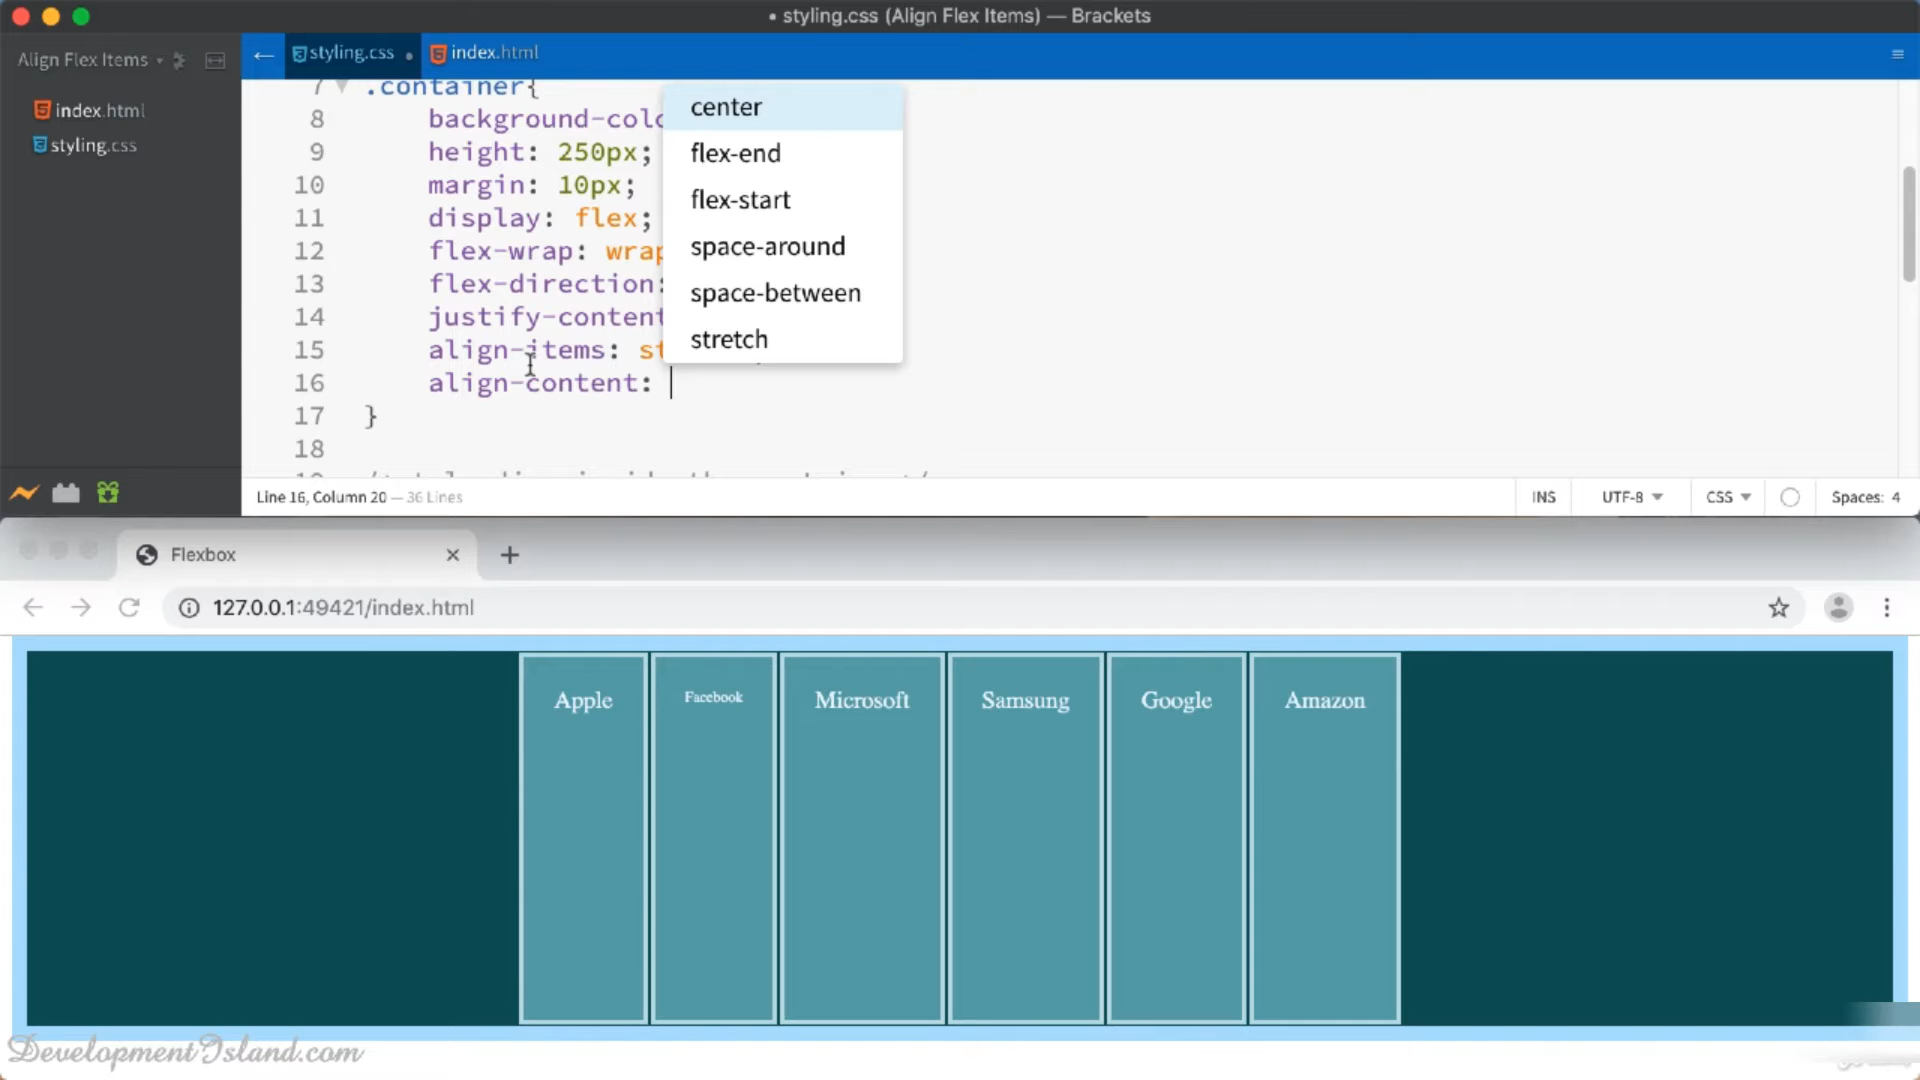 • styling.css (Align Flex Items) — Brackets
Align Flex Items
styling.css •
index.html
index.html
styling.css
7 .container{
8 background-colo
9 height: 250px;
10 margin: 10px;
11 display: flex;
12 flex-wrap: wrap
13 flex-direction:
14 justify-content
15 align-items: st
16 align-content:
17 }
18
center
flex-end
flex-start
space-around
space-between
stretch
Line 16, Column 20 — 36 Lines
INS
UTF-8
CSS
Spaces: 4
Flexbox
127.0.0.1:49421/index.html
Apple
Facebook
Microsoft
Samsung
Google
Amazon
DevelopmentIsland.com